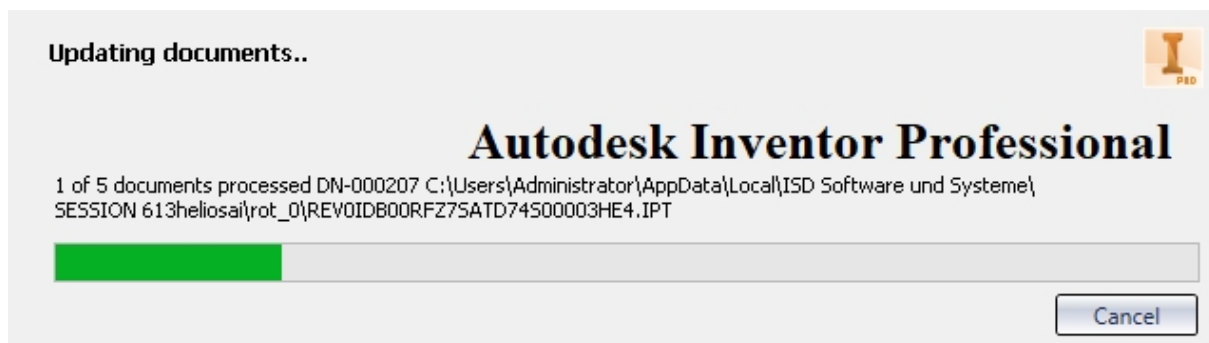 Updating documents..
PRO
Autodesk Inventor Professional
1 of 5 documents processed DN-000207 C:\Users\Administrator\AppData\Local\ISD Software und Systeme\
SESSION 613heliosai\rot_0\REV0IDB00RFZ7SATD74S00003HE4.IPT
Cancel